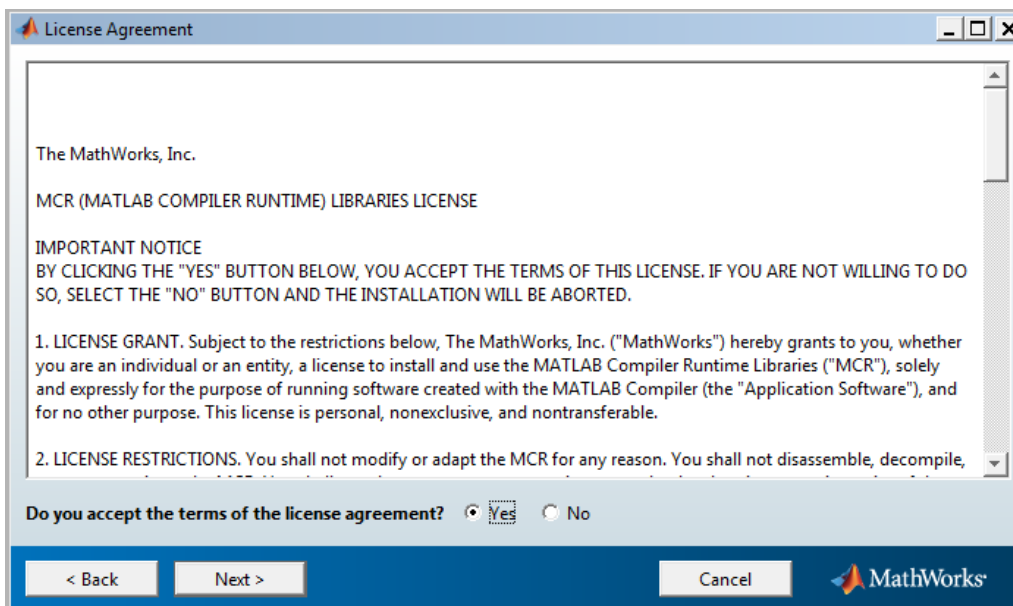 License Agreement
The MathWorks, Inc.
MCR (MATLAB COMPILER RUNTIME) LIBRARIES LICENSE
IMPORTANT NOTICE
BY CLICKING THE "YES" BUTTON BELOW, YOU ACCEPT THE TERMS OF THIS LICENSE. IF YOU ARE NOT WILLING TO DO
SO, SELECT THE "NO" BUTTON AND THE INSTALLATION WILL BE ABORTED.
1. LICENSE GRANT. Subject to the restrictions below, The MathWorks, Inc. ("MathWorks") hereby grants to you, whether
you are an individual or an entity, a license to install and use the MATLAB Compiler Runtime Libraries ("MCR"), solely
and expressly for the purpose of running software created with the MATLAB Compiler (the "Application Software"), and
for no other purpose. This license is personal, nonexclusive, and nontransferable.
2. LICENSE RESTRICTIONS. You shall not modify or adapt the MCR for any reason. You shall not disassemble, decompile,
Do you accept the terms of the license agreement? Yes No
< Back Next > Cancel MathWorks